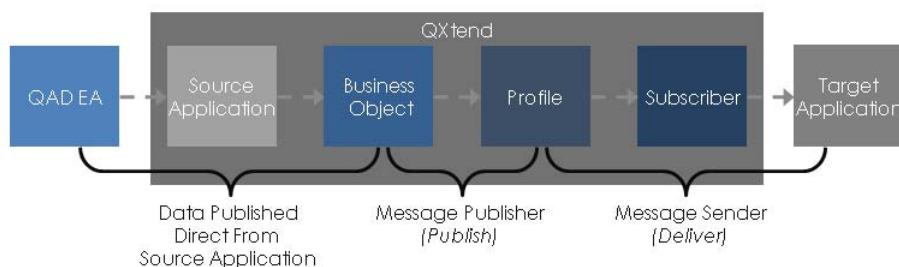 QXtend
QAD EA
Source
Application
Business
Object
Profile
Subscriber
Target
Application
Data Published
Direct From
Source Application
Message Publisher
(Publish)
Message Sender
(Deliver)